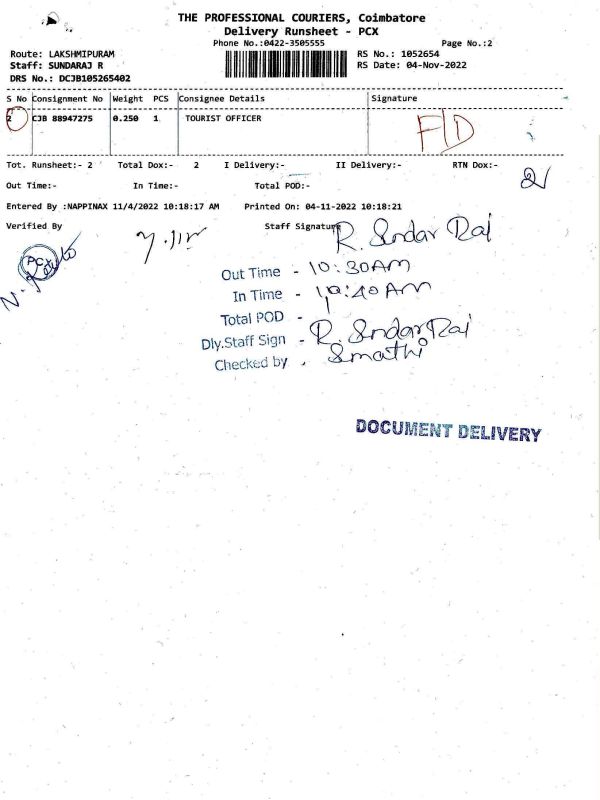 THE PROFESSIONAL COURIERS, Coimbatore
Delivery Runsheet - PCX
Phone No.:0422-3505555 Page No.:2
Route: LAKSHMIPURAM RS No.: 1052654
Staff: SUNDARAJ R RS Date: 04-Nov-2022
DRS No.: DCJB105265402
S No Consignment No Weight PCS Consignee Details Signature
2 CJB 88947275 0.250 1 TOURIST OFFICER F/D
Tot. Runsheet:- 2 Total Dox:- 2 I Delivery:- II Delivery:- RTN Dox:- 2/
Out Time:- In Time:- Total POD:-
Entered By :NAPPINAX 11/4/2022 10:18:17 AM Printed On: 04-11-2022 10:18:21
Verified By Staff Signature R. Sundar Raj
PC
Out Time - 10:30AM
In Time - 10:40AM
Total POD -
Dly.Staff Sign - R. Sundar Raj
Checked by . Smathi
DOCUMENT DELIVERY